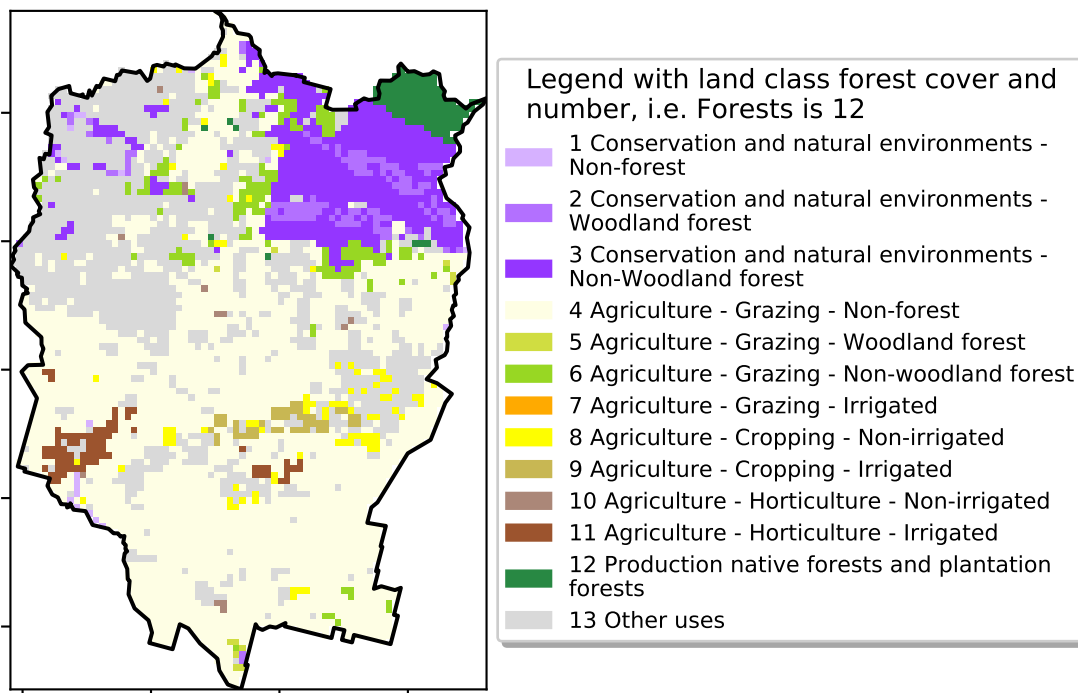 Legend with land class forest cover and
number, i.e. Forests is 12
1 Conservation and natural environments -
Non-forest
2 Conservation and natural environments -
Woodland forest
3 Conservation and natural environments -
Non-Woodland forest
4 Agriculture - Grazing - Non-forest
5 Agriculture - Grazing - Woodland forest
6 Agriculture - Grazing - Non-woodland forest
7 Agriculture - Grazing - Irrigated
8 Agriculture - Cropping - Non-irrigated
9 Agriculture - Cropping - Irrigated
10 Agriculture - Horticulture - Non-irrigated
11 Agriculture - Horticulture - Irrigated
12 Production native forests and plantation
forests
13 Other uses